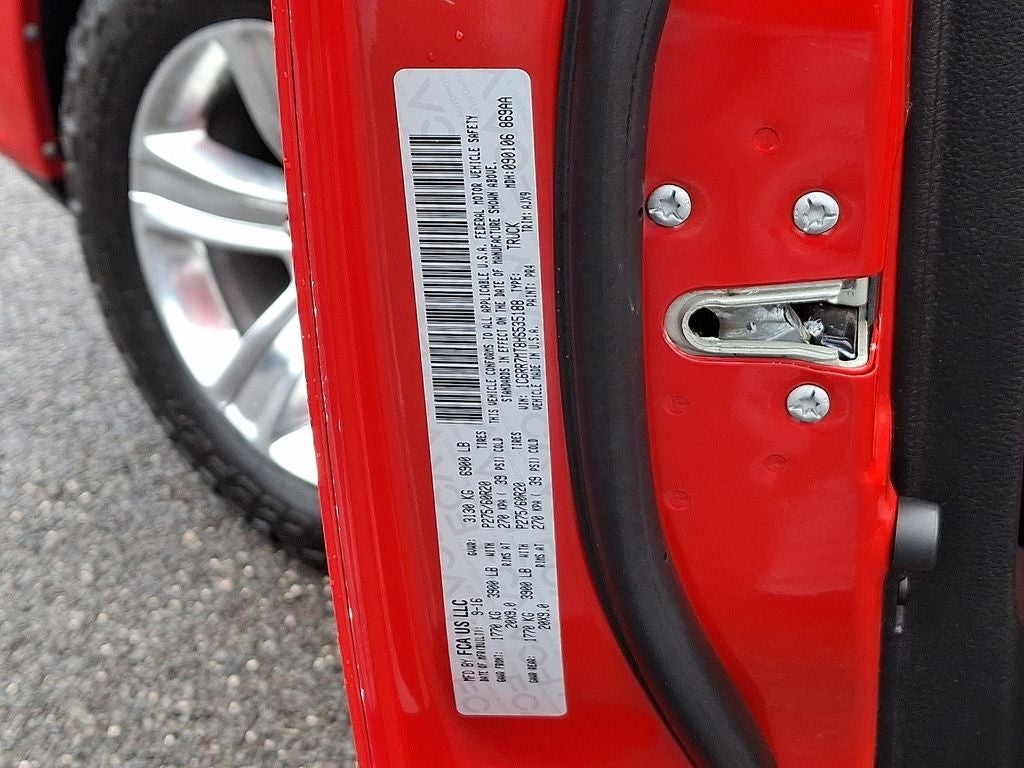 MFD BY FCA US LLC
DATE OF MFR(BUILT): 9-16 GVWR: 3130 KG 6900 LB
GAWR FRONT: 1770 KG 3900 LB WITH P275/60R20 TIRES
20X9.0 RIMS AT 270 KPA ( 39 PSI) COLD
GAWR REAR: 1770 KG 3900 LB WITH P275/60R20 TIRES
20X9.0 RIMS AT 270 KPA ( 39 PSI) COLD
THIS VEHICLE CONFORMS TO ALL APPLICABLE U.S.A. FEDERAL MOTOR VEHICLE SAFETY
STANDARDS IN EFFECT ON THE DATE OF MANUFACTURE SHOWN ABOVE.
VIN: 1C6RR7MT8HS535188 TYPE: TRUCK MDH:090106 869AA
VEHICLE MADE IN U.S.A. PAINT: PR4 TRIM: AJX9